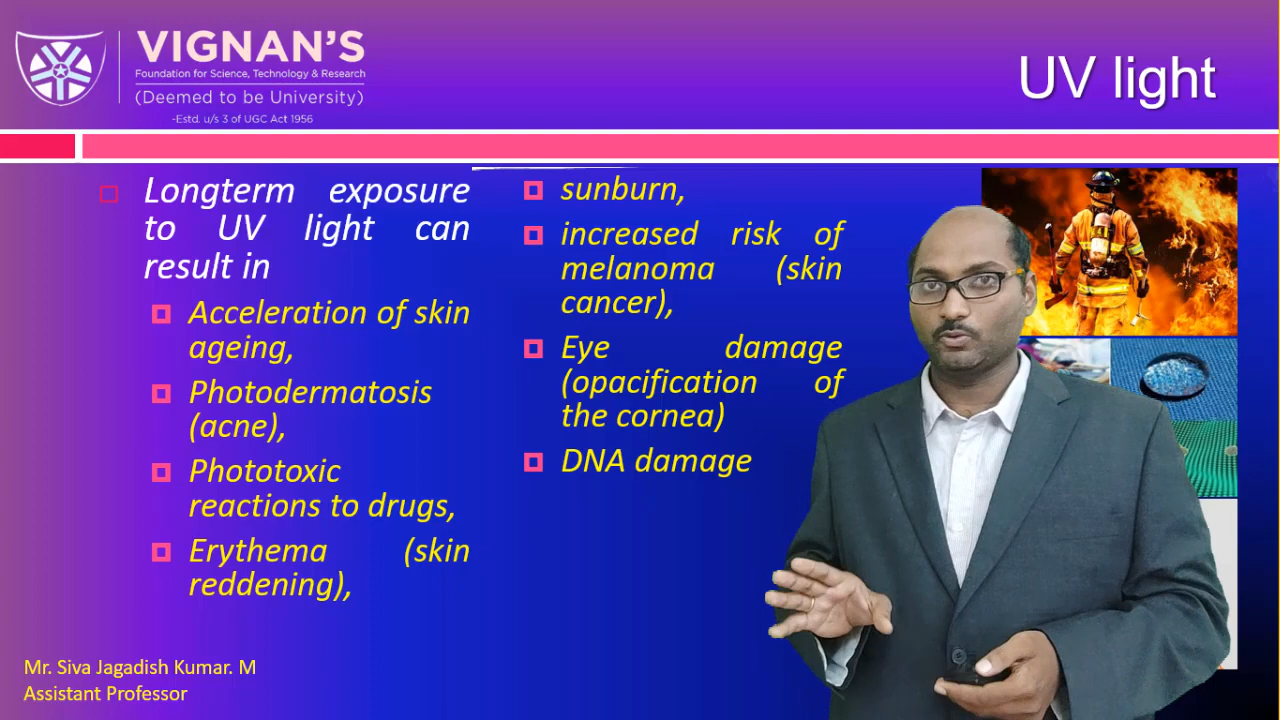 VIGNAN'S
Foundation for Science, Technology & Research
(Deemed to be University)
-Estd. u/s 3 of UGC Act 1956
UV light
Longterm exposure
to UV light can
result in
Acceleration of skin
ageing,
Photodermatosis
(acne),
Phototoxic
reactions to drugs,
Erythema (skin
reddening),
sunburn,
increased risk of
melanoma (skin
cancer),
Eye damage
(opacification of
the cornea)
DNA damage
Mr. Siva Jagadish Kumar. M
Assistant Professor